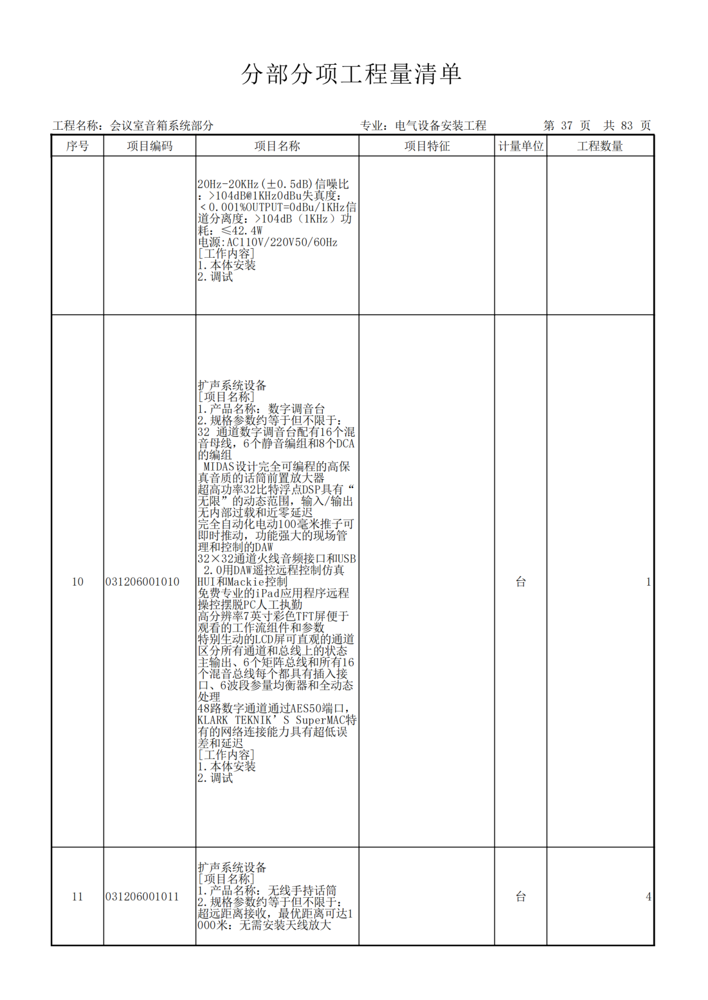 分部分项工程量清单
工程名称: 会议室音箱系统部分 专业: 电气设备安装工程 第 37 页 共 83 页
序号 项目编码 项目名称 项目特征 计量单位 工程数量
20Hz-20KHz(±0.5dB)信噪比
: >104dB@1KHz0dBu失真度:
＜0.001%OUTPUT=0dBu/1KHz信
道分离度: >104dB（1KHz）功
耗: ≤42.4W
电源:AC110V/220V50/60Hz
[工作内容]
1.本体安装
2.调试
扩声系统设备
[项目名称]
1.产品名称: 数字调音台
2.规格参数约等于但不限于:
32 通道数字调音台配有16个混
音母线, 6个静音编组和8个DCA
的编组
MIDAS设计完全可编程的高保
真音质的话筒前置放大器
超高功率32比特浮点DSP具有“
无限”的动态范围, 输入/输出
无内部过载和近零延迟
完全自动化电动100毫米推子可
即时推动, 功能强大的现场管
理和控制的DAW
32×32通道火线音频接口和USB
2.0用DAW遥控远程控制仿真
10 031206001010 HUI和Mackie控制 台 1
免费专业的iPad应用程序远程
操控摆脱PC人工执勤
高分辨率7英寸彩色TFT屏便于
观看的工作流组件和参数
特别生动的LCD屏可直观的通道
区分所有通道和总线上的状态
主输出、6个矩阵总线和所有16
个混音总线每个都具有插入接
口、6波段参量均衡器和全动态
处理
48路数字通道通过AES50端口,
KLARK TEKNIK’S SuperMAC特
有的网络连接能力具有超低误
差和延迟
[工作内容]
1.本体安装
2.调试
扩声系统设备
[项目名称]
1.产品名称: 无线手持话筒
11 031206001011 2.规格参数约等于但不限于: 台 4
超远距离接收, 最优距离可达1
000米: 无需安装天线放大